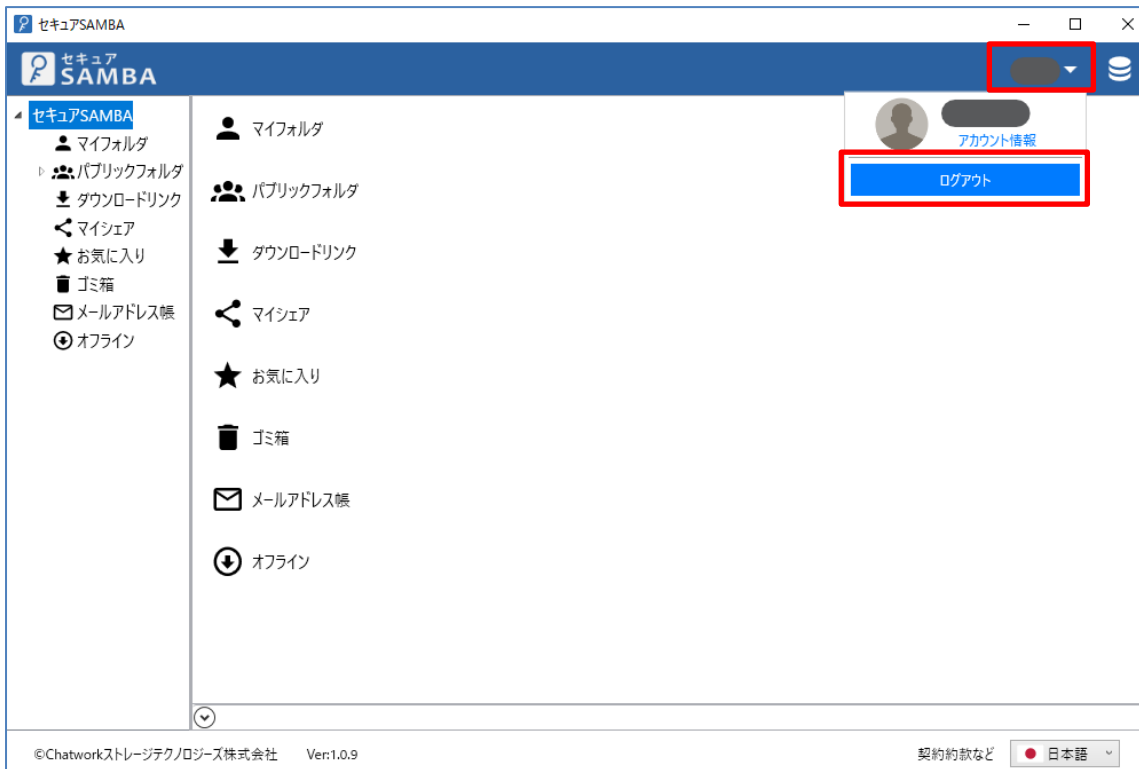 セキュアSAMBA
セキュア
SAMBA
セキュアSAMBA
マイフォルダ
パブリックフォルダ
ダウンロードリンク
マイシェア
お気に入り
ゴミ箱
メールアドレス帳
オフライン
マイフォルダ
パブリックフォルダ
ダウンロードリンク
マイシェア
お気に入り
ゴミ箱
メールアドレス帳
オフライン
アカウント情報
ログアウト
©Chatworkストレージテクノロジーズ株式会社 Ver:1.0.9
契約約款など 日本語